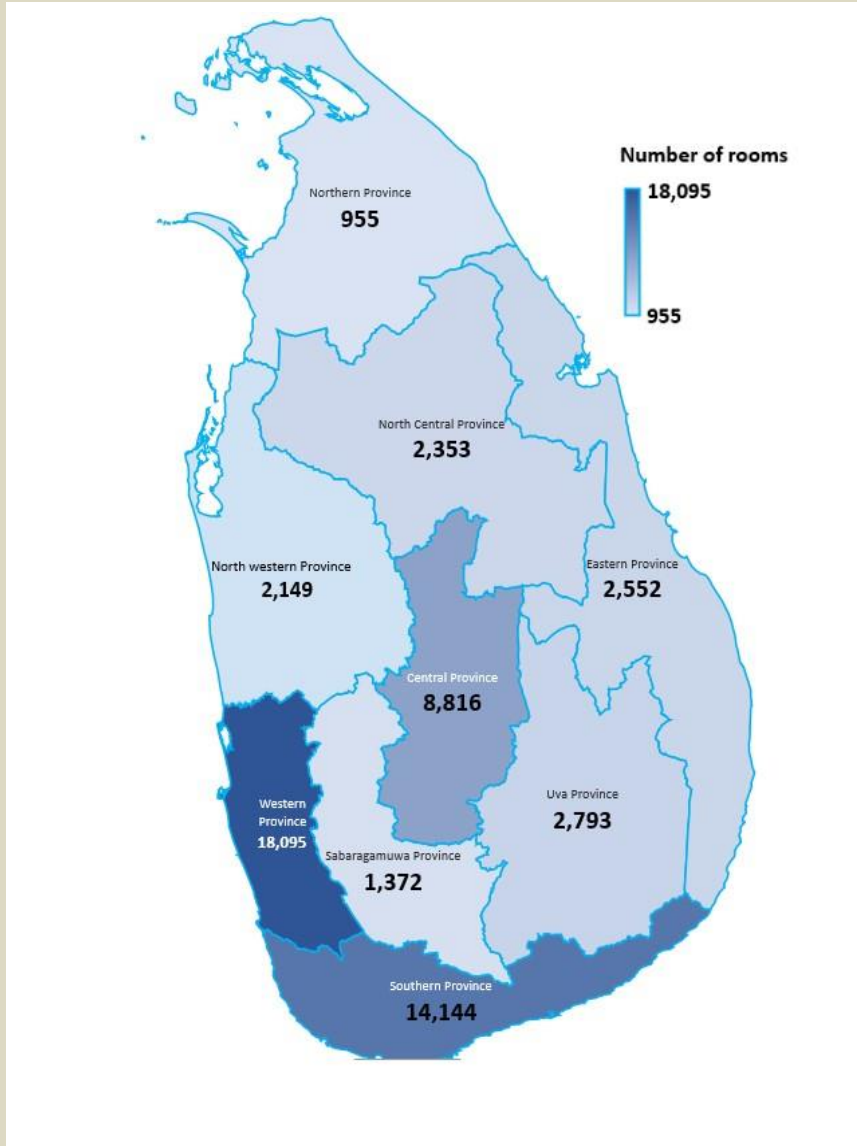 Number of rooms
18,095
955
Northern Province
955
North Central Province
2,353
North western Province
2,149
Eastern Province
2,552
Central Province
8,816
Western
Province
18,095
Uva Province
2,793
Sabaragamuwa Province
1,372
Southern Province
14,144